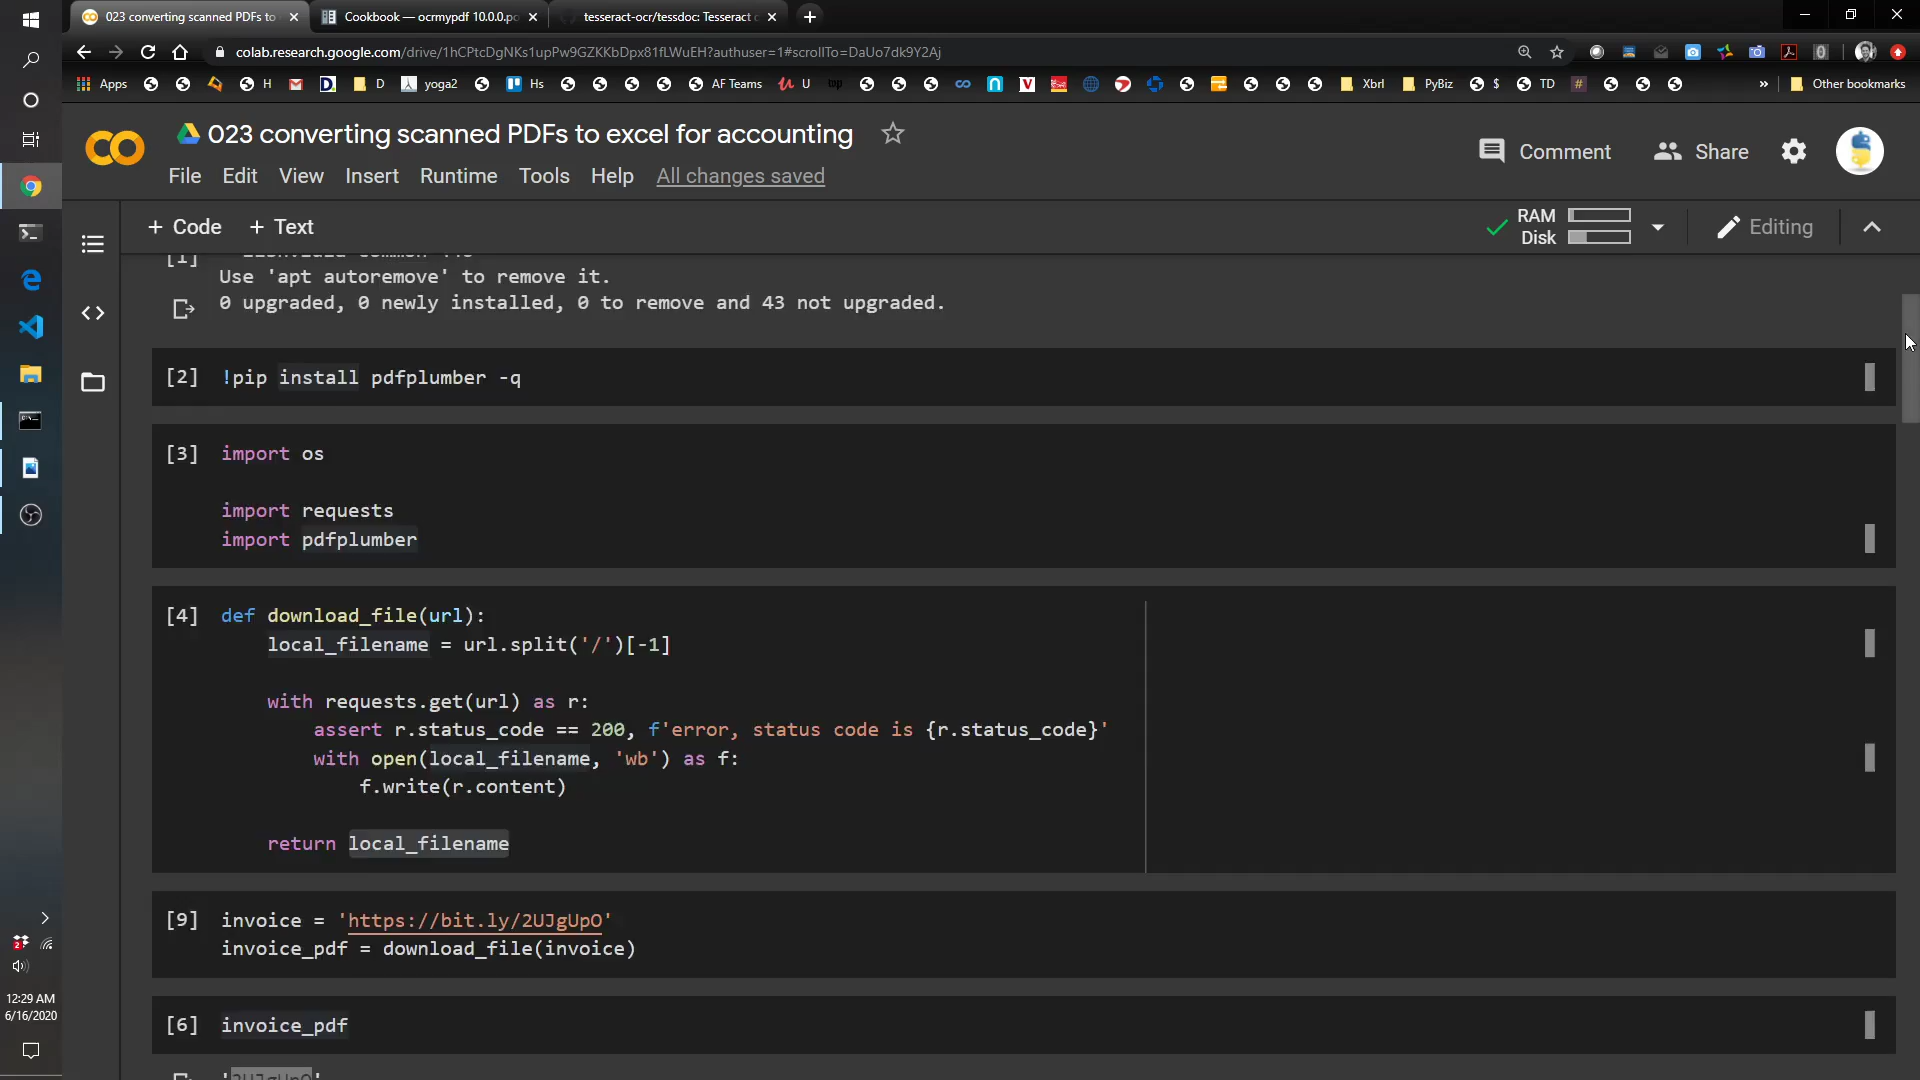 023 converting scanned PDFs to
Cookbook — ocrmypdf 10.0.0.po
tesseract-ocr/tessdoc: Tesseract
colab.research.google.com/drive/1hCPtcDgNKs1upPw9GZKKbDpx81fLWuEH?authuser=1#scrollTo=DaUo7dk9Y2Aj
Apps
H
D
yoga2
Hs
AF Teams
U
Xbrl
PyBiz
$
TD
#
»
Other bookmarks
023 converting scanned PDFs to excel for accounting
File Edit View Insert Runtime Tools Help All changes saved
Comment
Share
+ Code + Text
RAM
Disk
Editing
[1]
Use 'apt autoremove' to remove it.
0 upgraded, 0 newly installed, 0 to remove and 43 not upgraded.
[2] !pip install pdfplumber -q
[3] import os
import requests
import pdfplumber
[4] def download_file(url):
local_filename = url.split('/')[-1]
with requests.get(url) as r:
assert r.status_code == 200, f'error, status code is {r.status_code}'
with open(local_filename, 'wb') as f:
f.write(r.content)
return local_filename
[9] invoice = 'https://bit.ly/2UJgUpO'
invoice_pdf = download_file(invoice)
[6] invoice_pdf
'2UJgUpO'
12:29 AM
6/16/2020